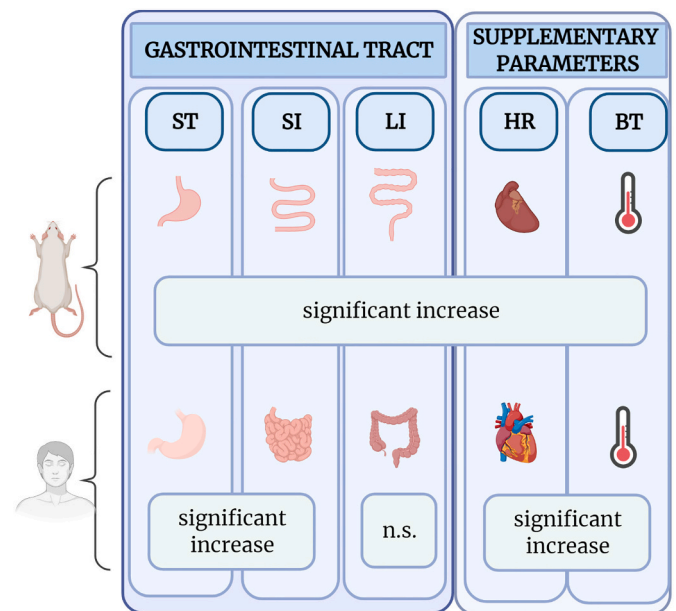 GASTROINTESTINAL TRACT
SUPPLEMENTARY
PARAMETERS
ST
SI
LI
HR
BT
significant increase
significant
increase
n.s.
significant
increase